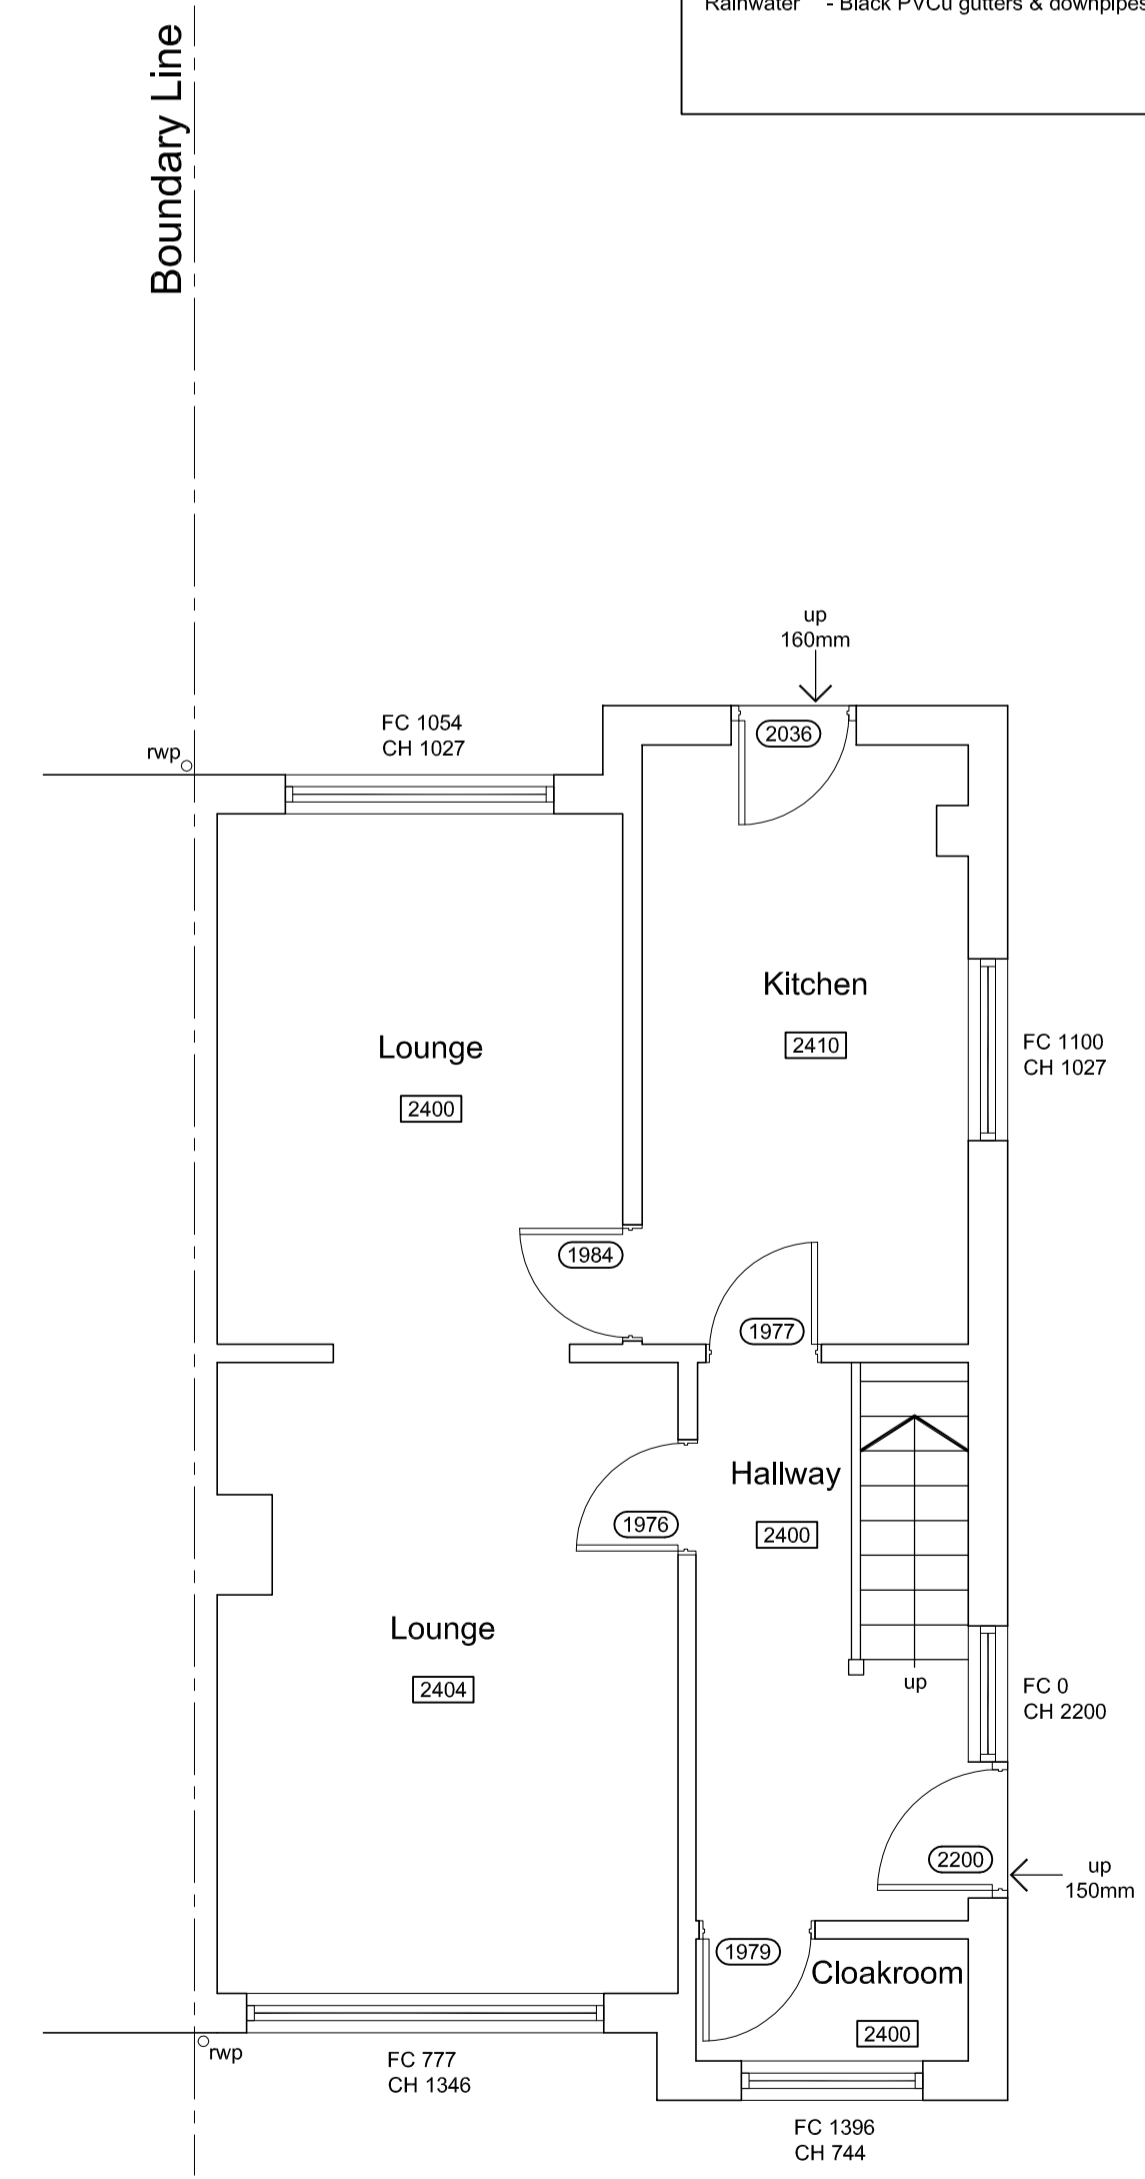 Rainwater - Black PVCu gutters & downpipes
Boundary Line
up
160mm
FC 1054
CH 1027
rwp
2036
Kitchen
2410
Lounge
2400
FC 1100
CH 1027
1984
1977
Hallway
2400
1976
Lounge
2404
up
FC 0
CH 2200
2200
up
150mm
1979
Cloakroom
2400
rwp
FC 777
CH 1346
FC 1396
CH 744